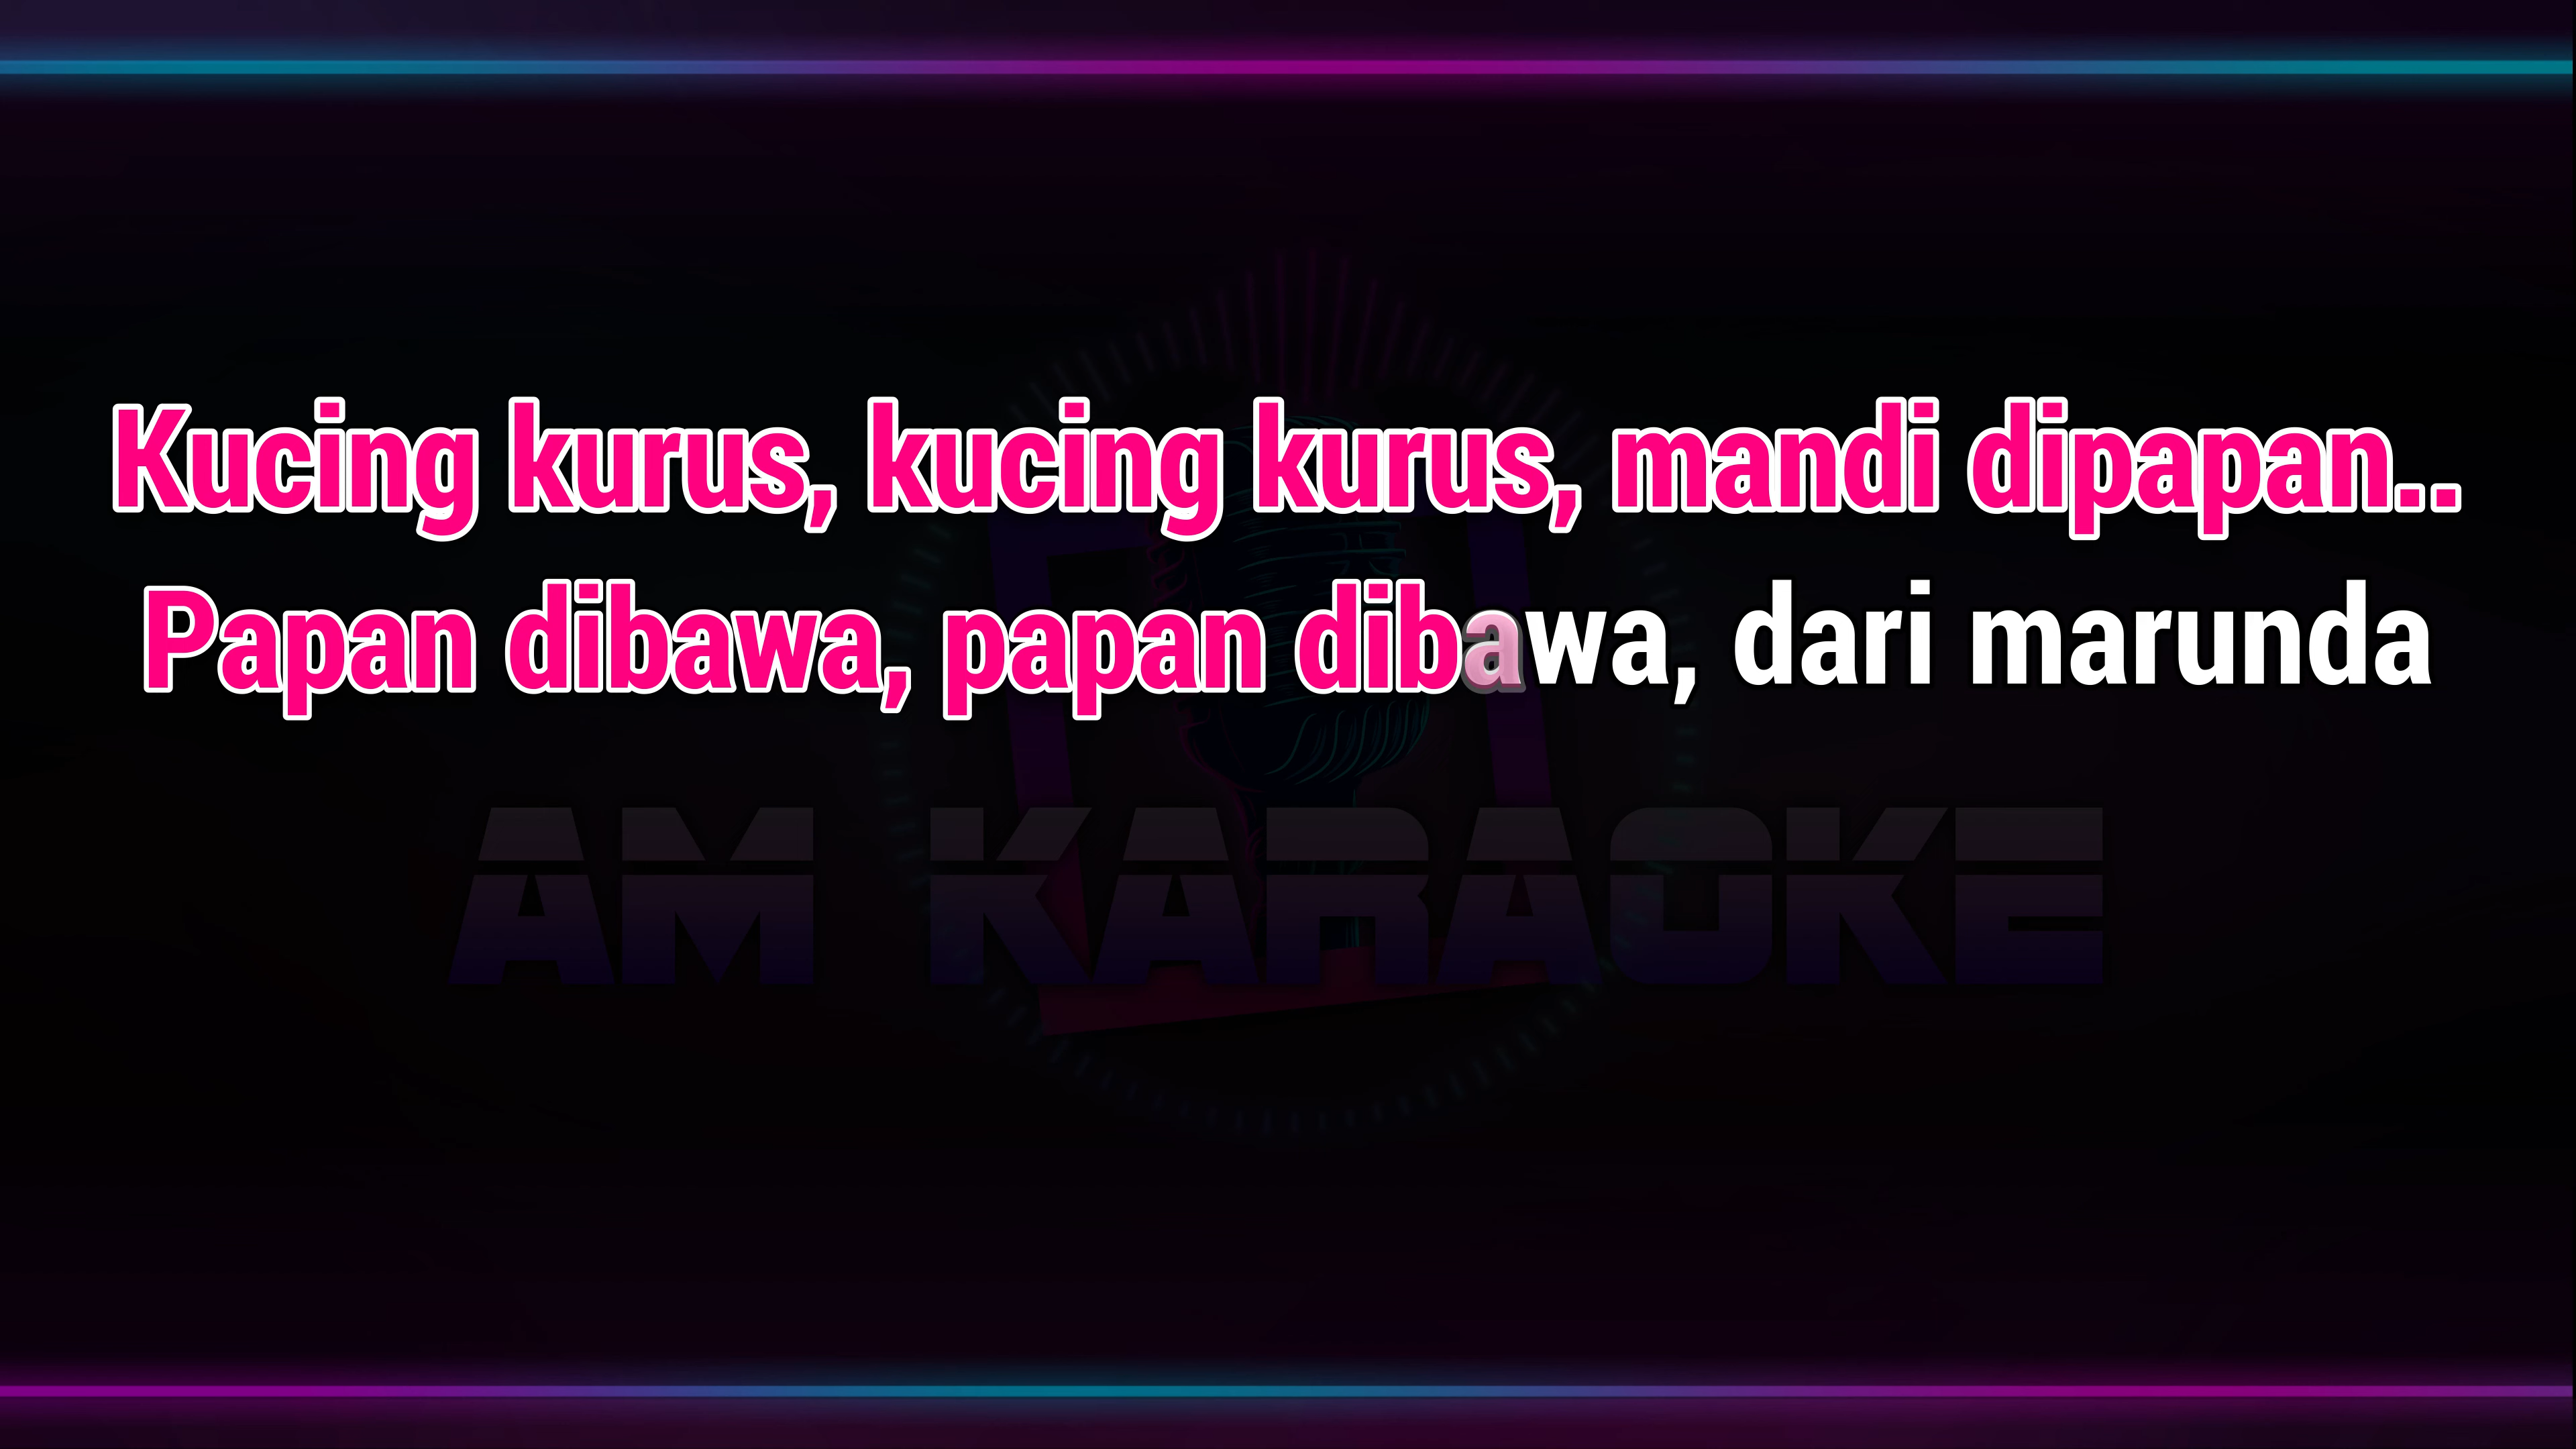 Kucing kurus, kucing kurus, mandi dipapan..
Papan dibawa, papan dibawa, dari marunda
AM KARAOKE